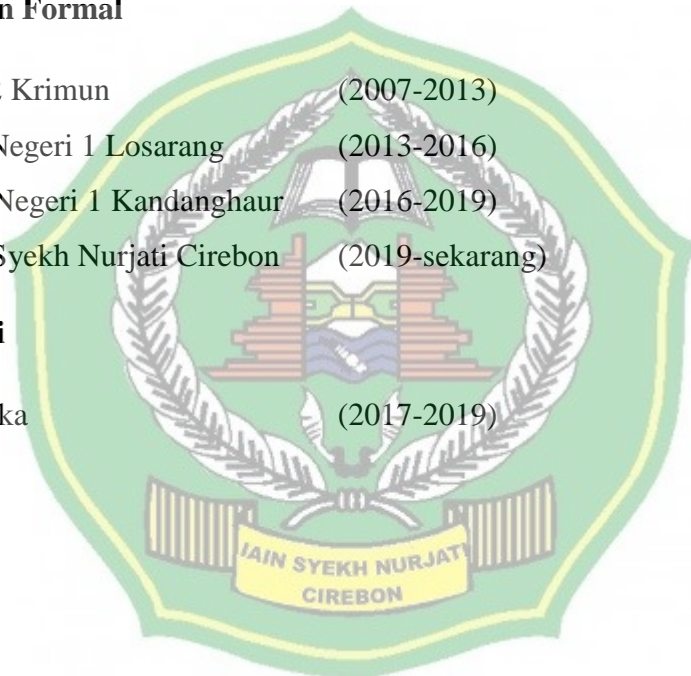 n Formal
Krimun (2007-2013)
Negeri 1 Losarang (2013-2016)
Negeri 1 Kandanghaur (2016-2019)
Syekh Nurjati Cirebon (2019-sekarang)
i
ka (2017-2019)
IAIN SYEKH NURJATI
CIREBON